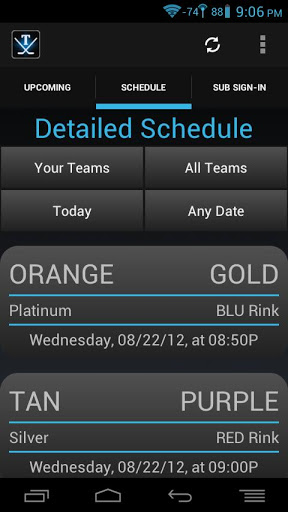 -74 88 9:06 PM
T
UPCOMING SCHEDULE SUB SIGN-IN
Detailed Schedule
Your Teams All Teams
Today Any Date
ORANGE GOLD
Platinum BLU Rink
Wednesday, 08/22/12, at 08:50P
TAN PURPLE
Silver RED Rink
Wednesday, 08/22/12, at 09:00P